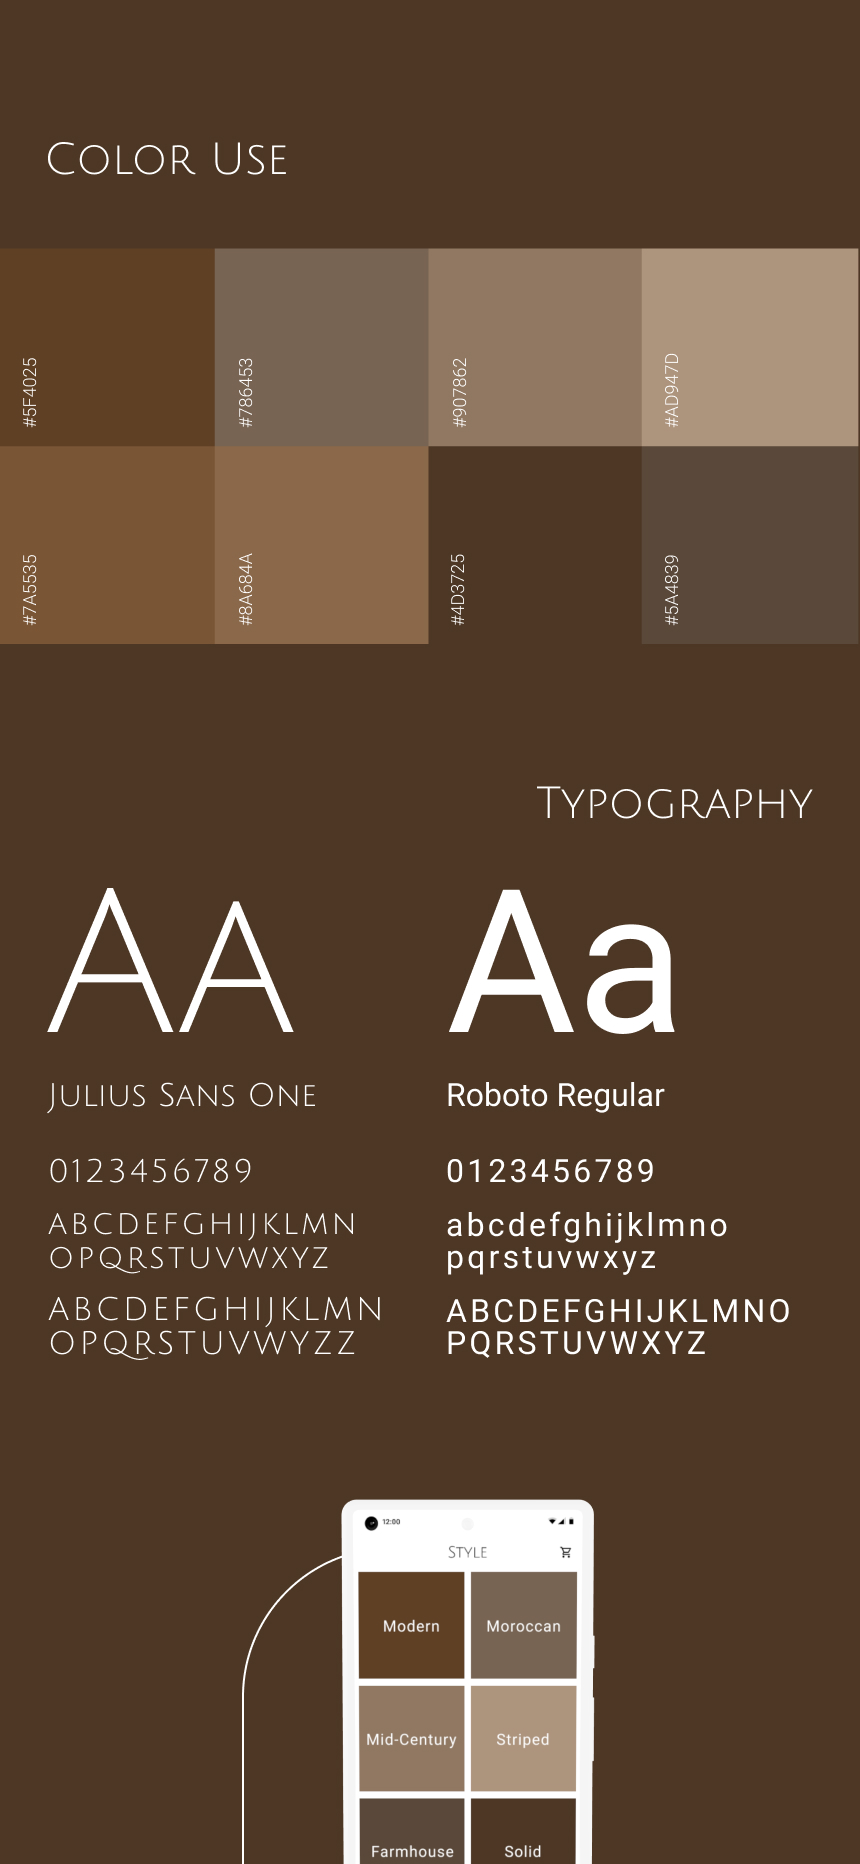 Color Use
#5F4025
#786453
#907862
#AD947D
#7A5535
#8A684A
#4D3725
#5A4839
Typography
AA
Aa
Julius Sans One
Roboto Regular
0123456789
ABCDEFGHIJKLMN
OPQRSTUVWXYZ
ABCDEFGHIJKLMN
OPQRSTUVWYZZ
0123456789
abcdefghijklmno
pqrstuvwxyz
ABCDEFGHIJKLMNO
PQRSTUVWXYZ
12:00
Style
Modern
Moroccan
Mid-Century
Striped
Farmhouse
Solid